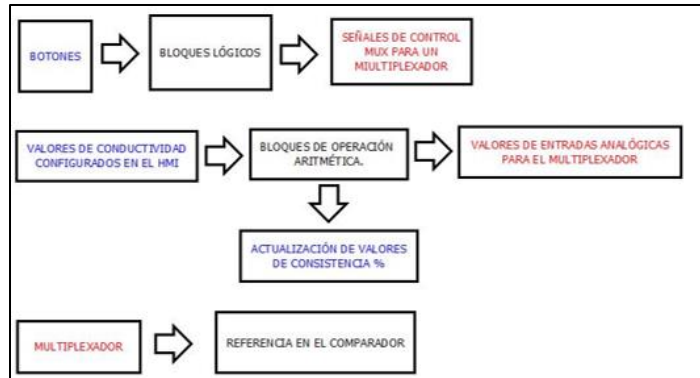 BOTONES
BLOQUES LÓGICOS
SEÑALES DE CONTROL
MUX PARA UN
MIULTIPLEXADOR
VALORES DE CONDUCTIVIDAD
CONFIGURADOS EN EL HMI
BLOQUES DE OPERACIÓN
ARITMÉTICA.
VALORES DE ENTRADAS ANALÓGICAS
PARA EL MULTIPLEXADOR
ACTUALIZACIÓN DE VALORES
DE CONSISTENCIA %
MULTIPLEXADOR
REFERENCIA EN EL COMPARADOR